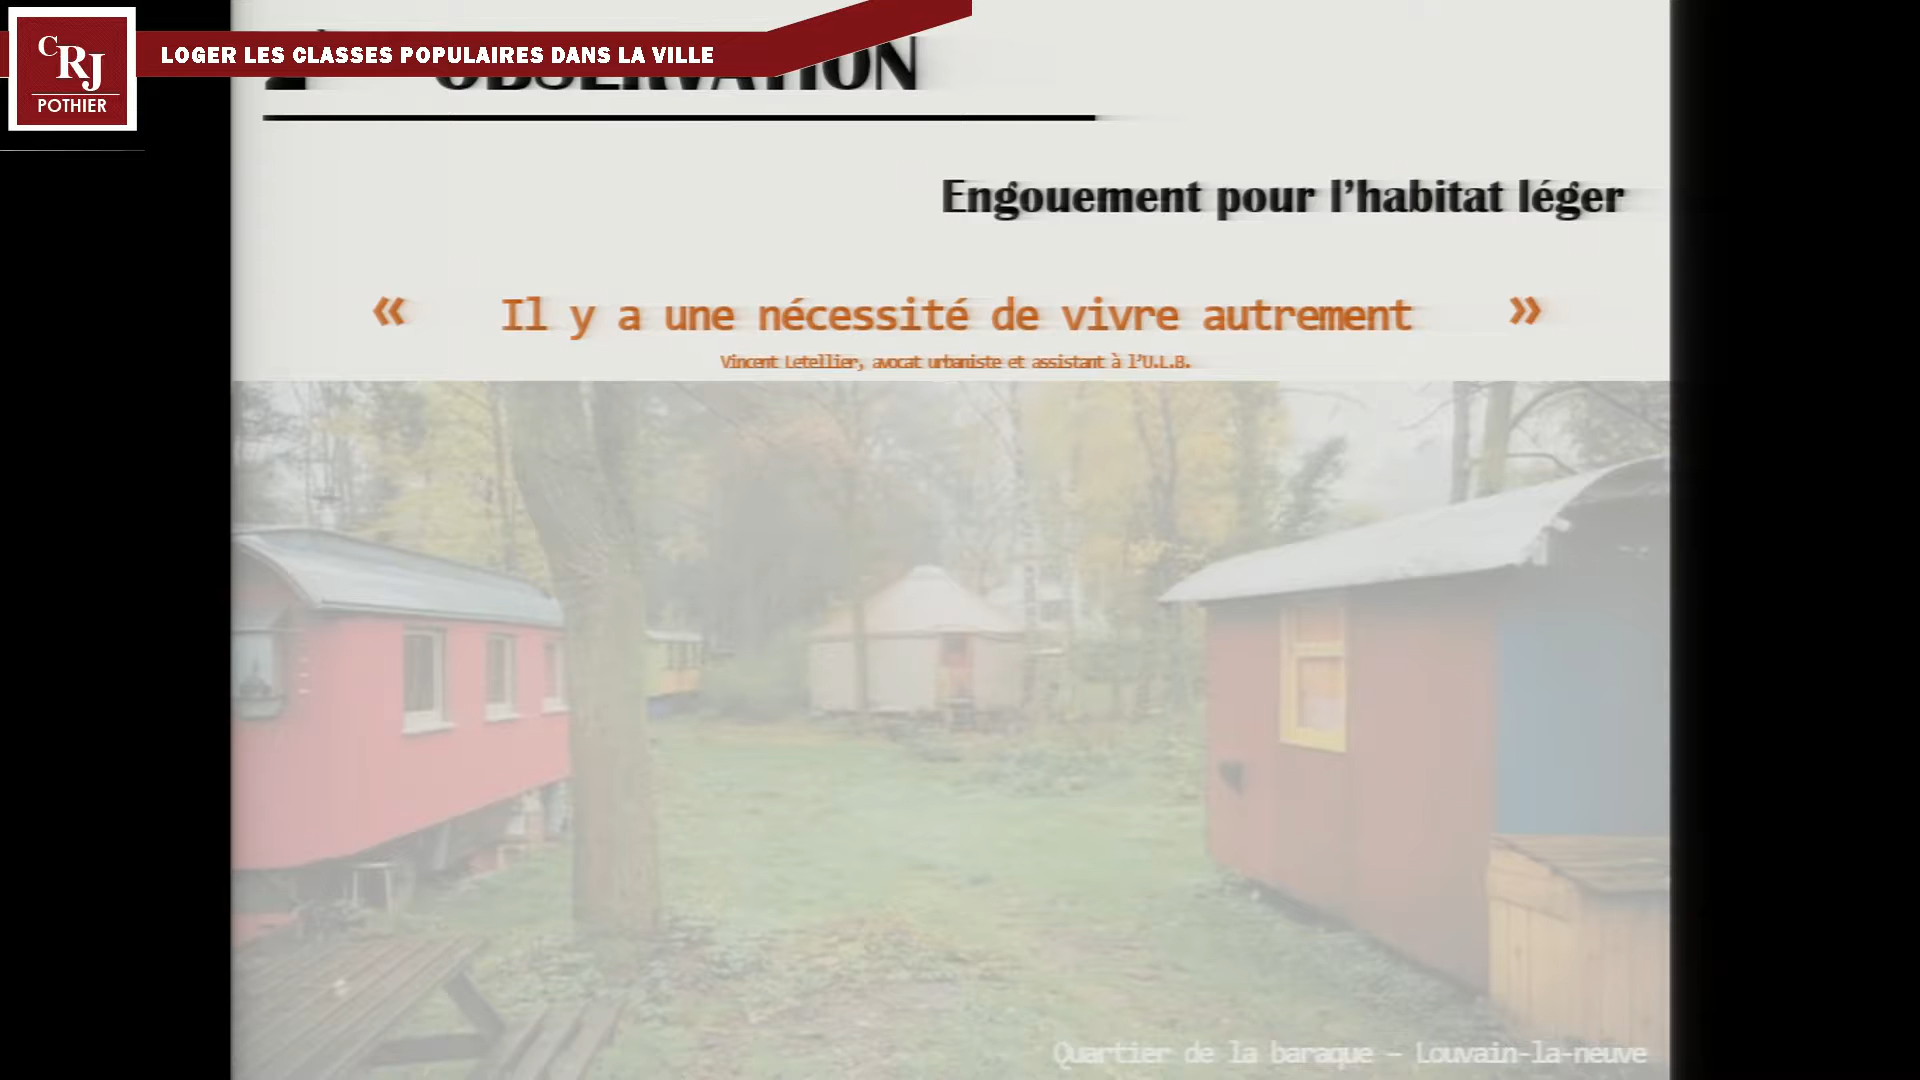 CRJ
POTHIER
LOGER LES CLASSES POPULAIRES DANS LA VILLE
OBSERVATION
Engouement pour l'habitat léger
« Il y a une nécessité de vivre autrement »
Vincent Letellier, avocat urbaniste et assistant à l'U.L.B.
Quartier de la baraque – Louvain-la-neuve